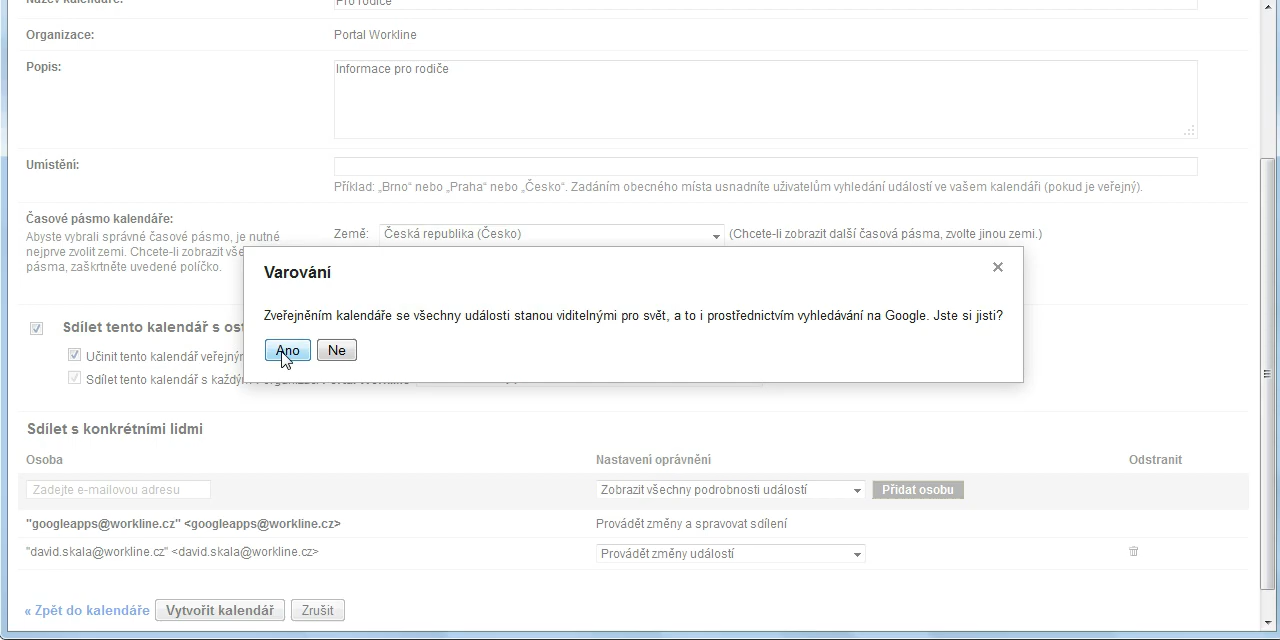 Název kalendáře:
Pro rodiče
Organizace:
Portal Workline
Popis:
Informace pro rodiče
Umístění:
Příklad: „Brno“ nebo „Praha“ nebo „Česko“. Zadáním obecného místa usnadníte uživatelům vyhledání událostí ve vašem kalendáři (pokud je veřejný).
Časové pásmo kalendáře:
Abyste vybrali správné časové pásmo, je nutné
nejprve zvolit zemi. Chcete-li zobrazit vše
pásma, zaškrtněte uvedené políčko.
Země:
Česká republika (Česko)
(Chcete-li zobrazit další časová pásma, zvolte jinou zemi.)
Varování
Zveřejněním kalendáře se všechny události stanou viditelnými pro svět, a to i prostřednictvím vyhledávání na Google. Jste si jisti?
Ano
Ne
Sdílet tento kalendář s ost
Učinit tento kalendář veřejným
Sdílet tento kalendář s každým
Sdílet s konkrétními lidmi
Osoba
Nastavení oprávnění
Odstranit
Zadejte e-mailovou adresu
Zobrazit všechny podrobnosti událostí
Přidat osobu
"googleapps@workline.cz" <googleapps@workline.cz>
Provádět změny a spravovat sdílení
"david.skala@workline.cz" <david.skala@workline.cz>
Provádět změny událostí
« Zpět do kalendáře
Vytvořit kalendář
Zrušit